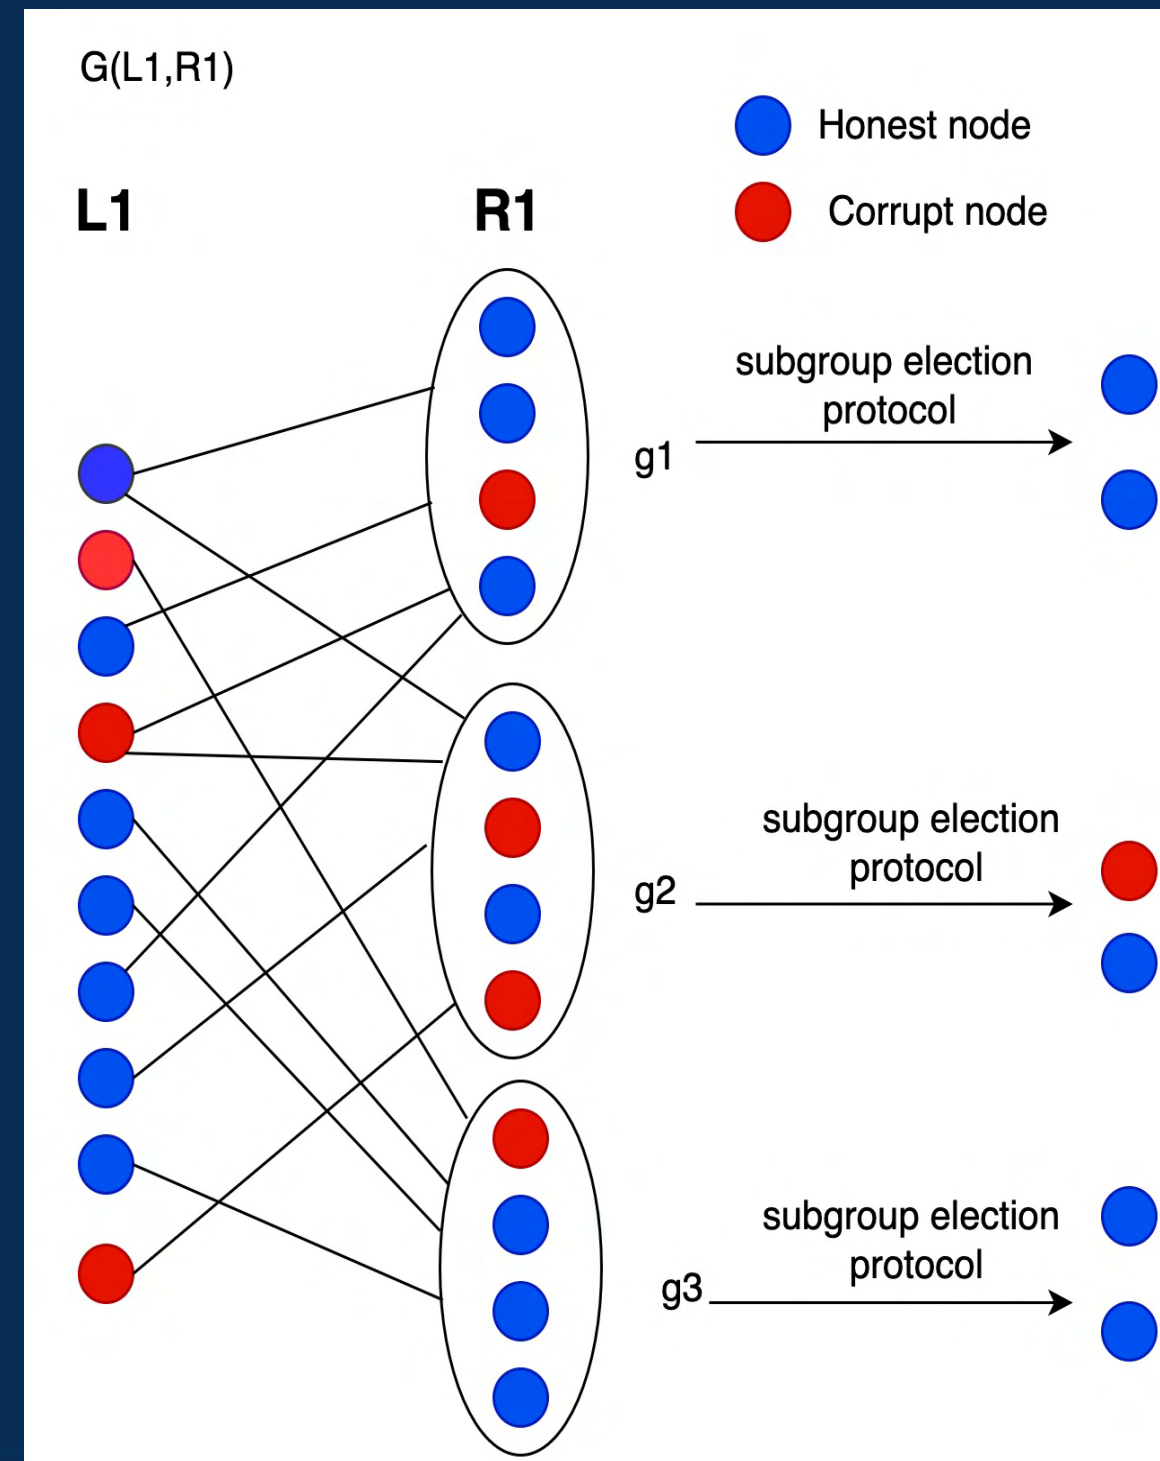 G(L1,R1)
Honest node
Corrupt node
L1
R1
subgroup election
protocol
g1
subgroup election
protocol
g2
subgroup election
protocol
g3